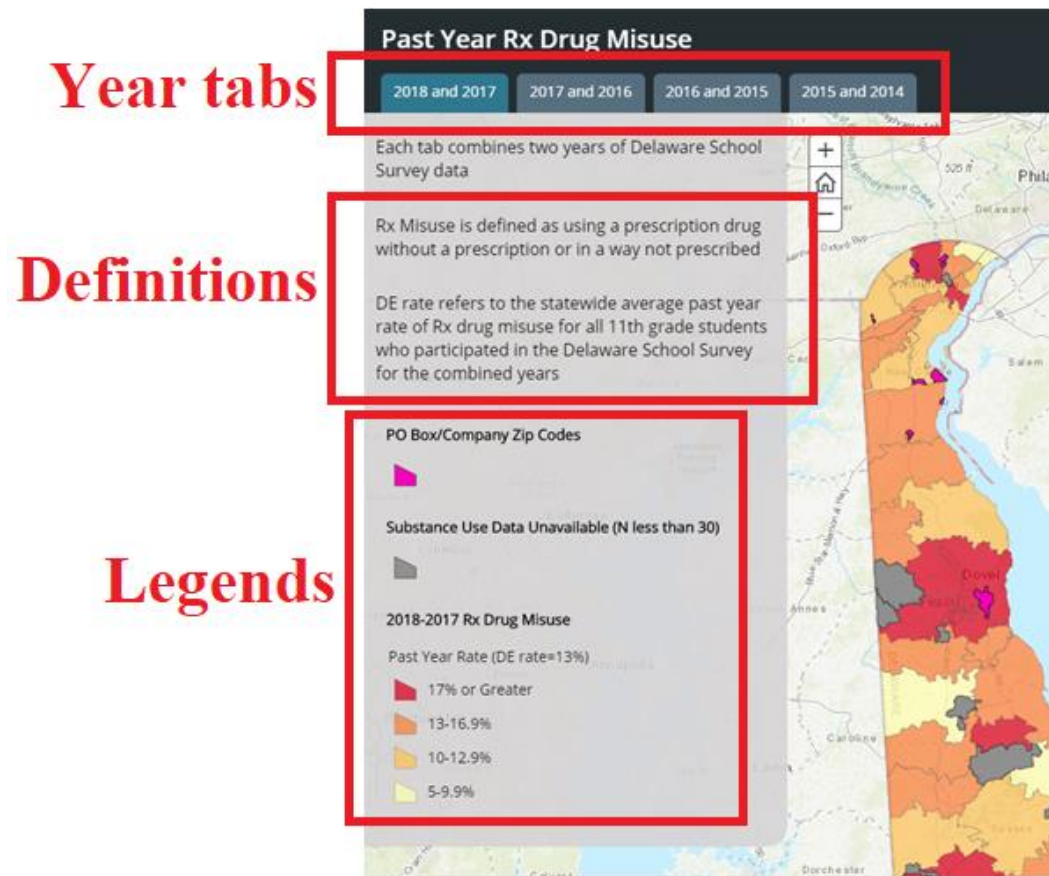 Past Year Rx Drug Misuse
Year tabs
2018 and 2017
2017 and 2016
2016 and 2015
2015 and 2014
Each tab combines two years of Delaware School
Survey data
Definitions
Rx Misuse is defined as using a prescription drug
without a prescription or in a way not prescribed
DE rate refers to the statewide average past year
rate of Rx drug misuse for all 11th grade students
who participated in the Delaware School Survey
for the combined years
Legends
PO Box/Company Zip Codes
Substance Use Data Unavailable (N less than 30)
2018-2017 Rx Drug Misuse
Past Year Rate (DE rate=13%)
17% or Greater
13-16.9%
10-12.9%
5-9.9%
+
−
525 ft
Phila
Delaware
Salem
Dover
Annes
Caroline
Dorchester